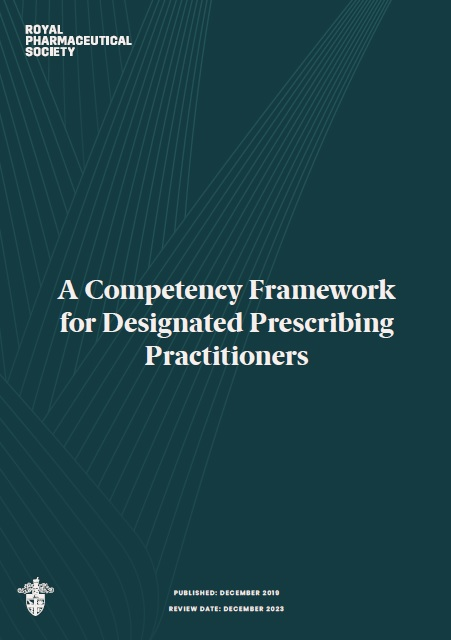 ROYAL
PHARMACEUTICAL
SOCIETY
A Competency Framework
for Designated Prescribing
Practitioners
PUBLISHED: DECEMBER 2019
REVIEW DATE: DECEMBER 2023